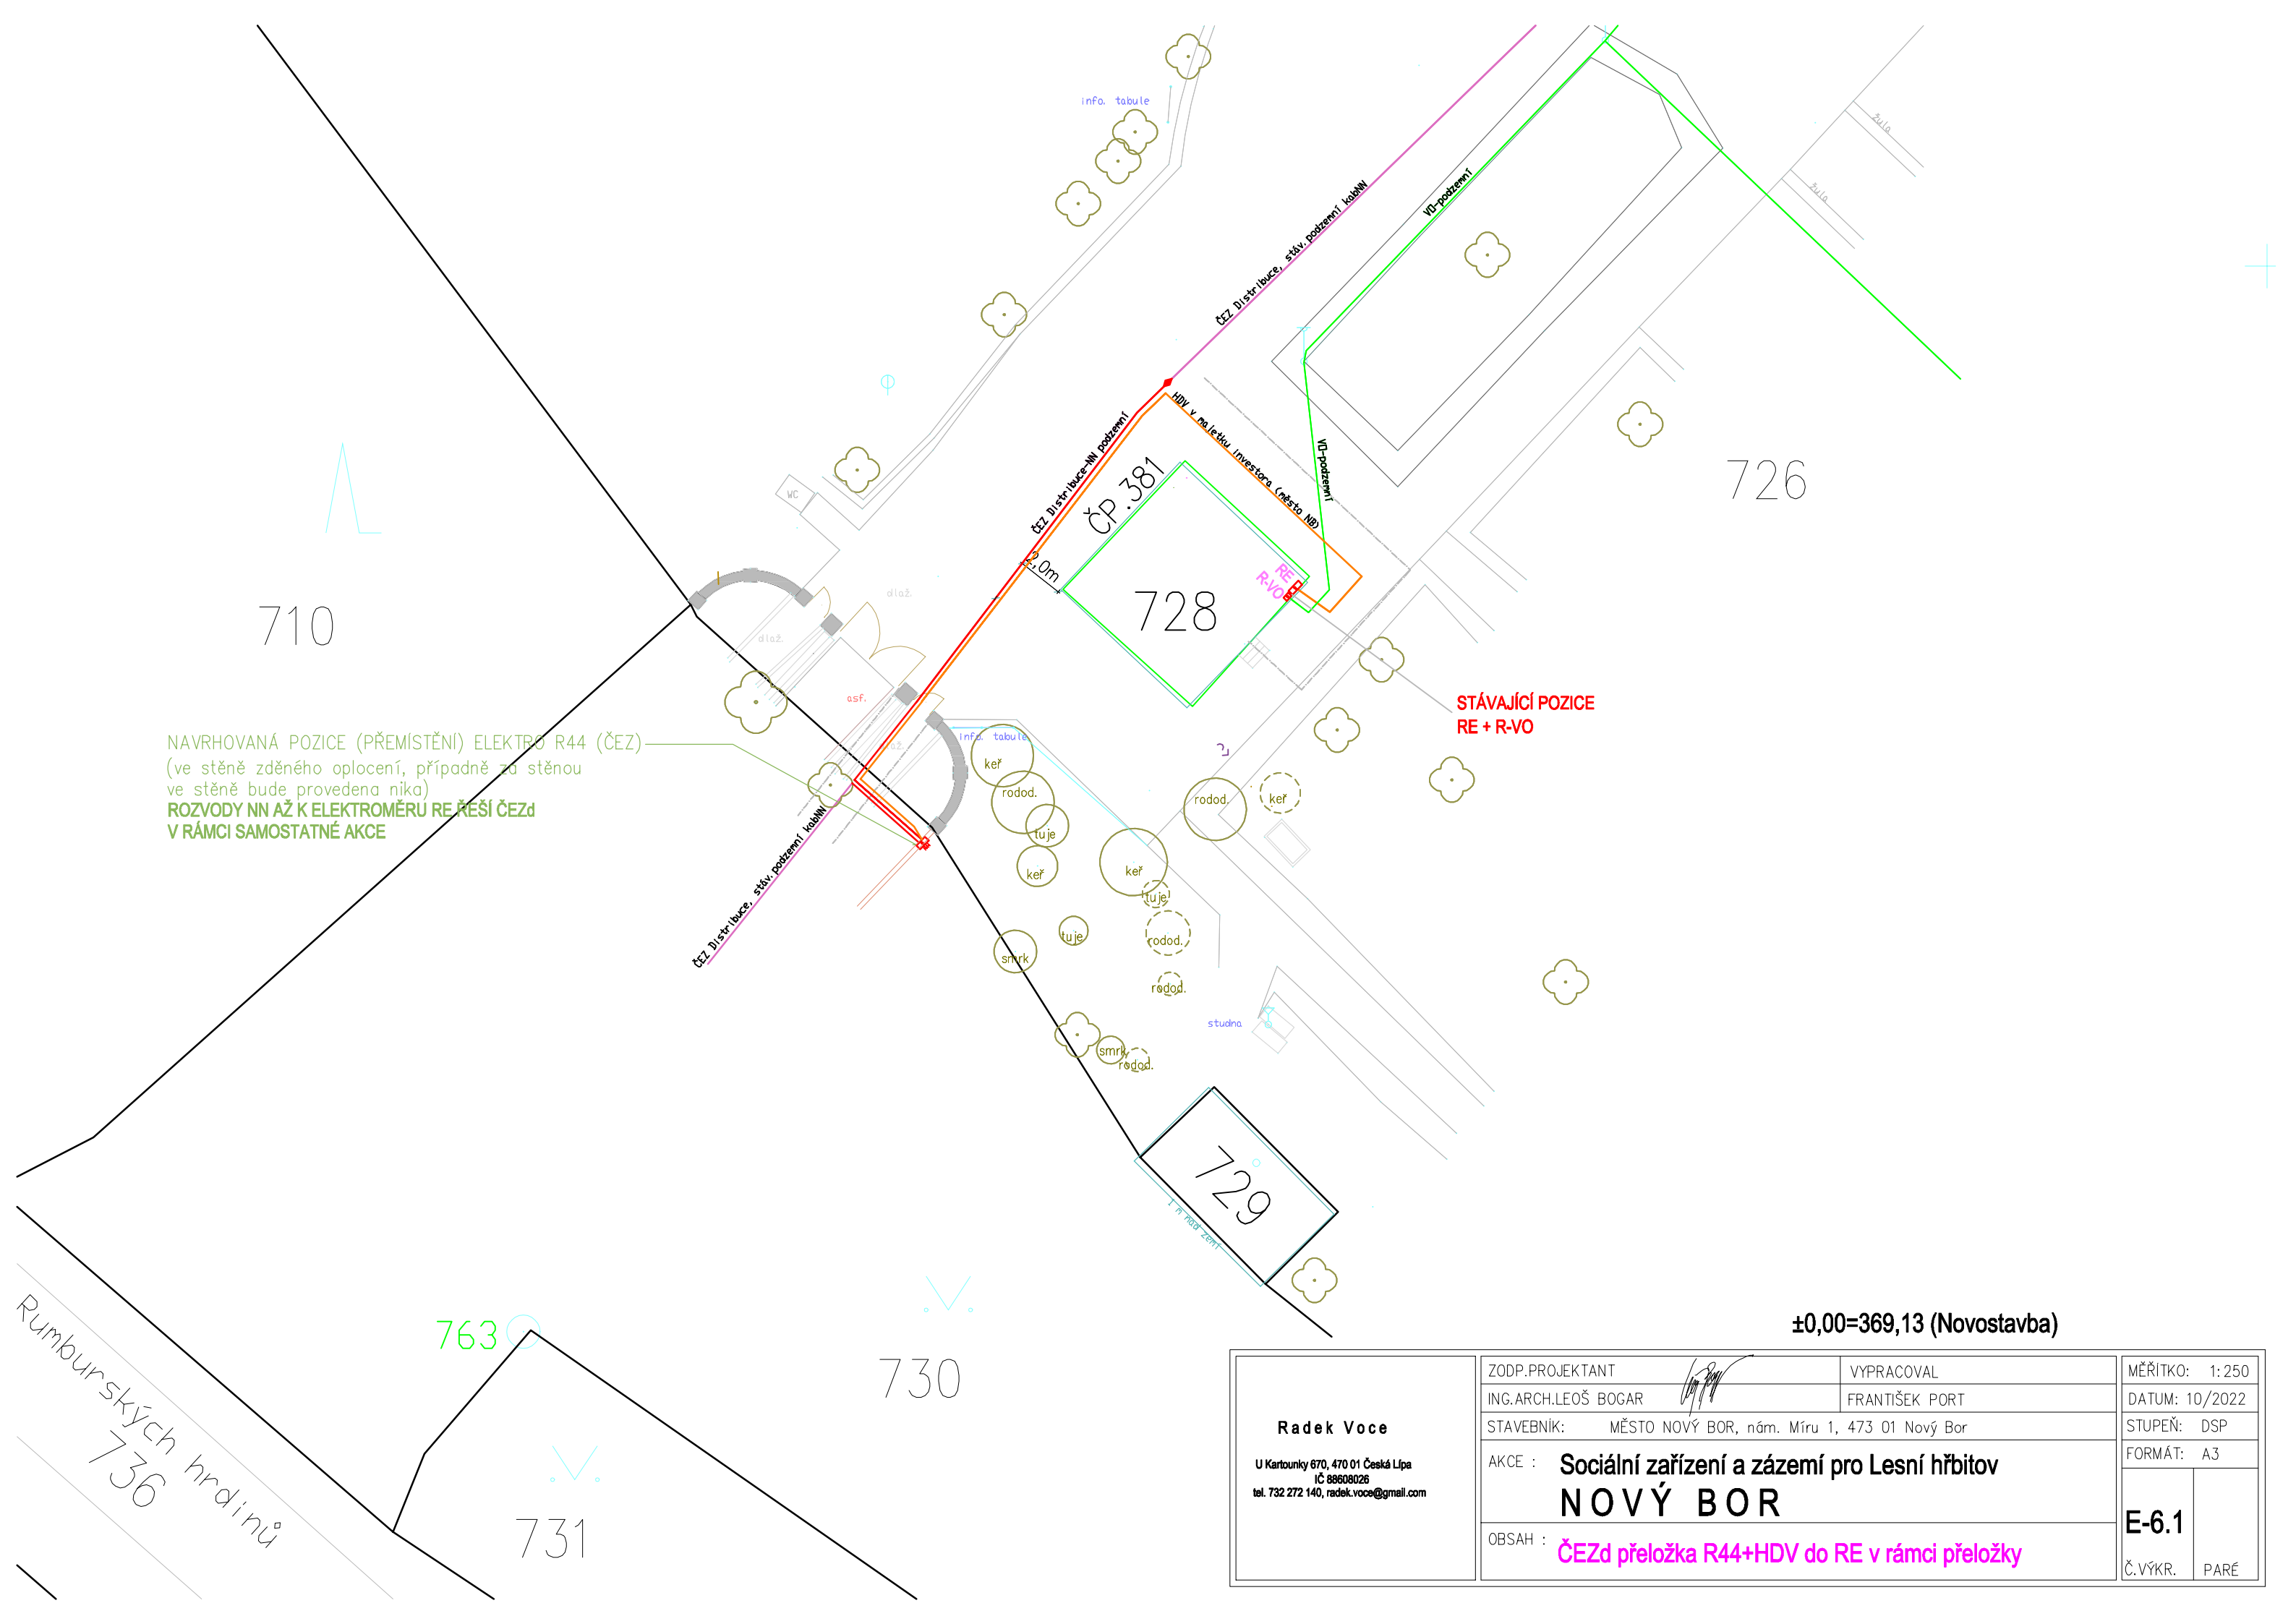 info. tabule
žula
žula
ČEZ Distribuce, stáv. podzemní kabNN
VO-podzemní
HDV v majetku investora (město NB)
VO-podzemní
ČEZ Distribuce-NN podzemní
ČP.381
2,0m
726
WC
RE
R-VO
728
710
dlaž.
dlaž.
asf.
STÁVAJÍCÍ POZICE
RE + R-VO
NAVRHOVANÁ POZICE (PŘEMÍSTĚNÍ) ELEKTRO R44 (ČEZ)
(ve stěně zděného oplocení, případně za stěnou
ve stěně bude provedena nika)
ROZVODY NN AŽ K ELEKTROMĚRU RE ŘEŠÍ ČEZd
V RÁMCI SAMOSTATNÉ AKCE
info. tabule
keř
rodod.
tuje
keř
rodod.
keř
keř
tuje
rodod.
tuje
smrk
rodod.
ČEZ Distribuce, stáv. podzemní kabNN
studna
smrk
rodod.
729
1 m nad zemí
763
730
731
Rumburských hrdinů
736
±0,00=369,13 (Novostavba)
Radek Voce
U Kartounky 670, 470 01 Česká Lípa
IČ 88608026
tel. 732 272 140, radek.voce@gmail.com
ZODP.PROJEKTANT
VYPRACOVAL
ING.ARCH.LEOŠ BOGAR
FRANTIŠEK PORT
STAVEBNÍK: MĚSTO NOVÝ BOR, nám. Míru 1, 473 01 Nový Bor
AKCE : Sociální zařízení a zázemí pro Lesní hřbitov
NOVÝ BOR
OBSAH : ČEZd přeložka R44+HDV do RE v rámci přeložky
MĚŘÍTKO: 1:250
DATUM: 10/2022
STUPEŇ: DSP
FORMÁT: A3
E-6.1
Č.VÝKR.
PARÉ